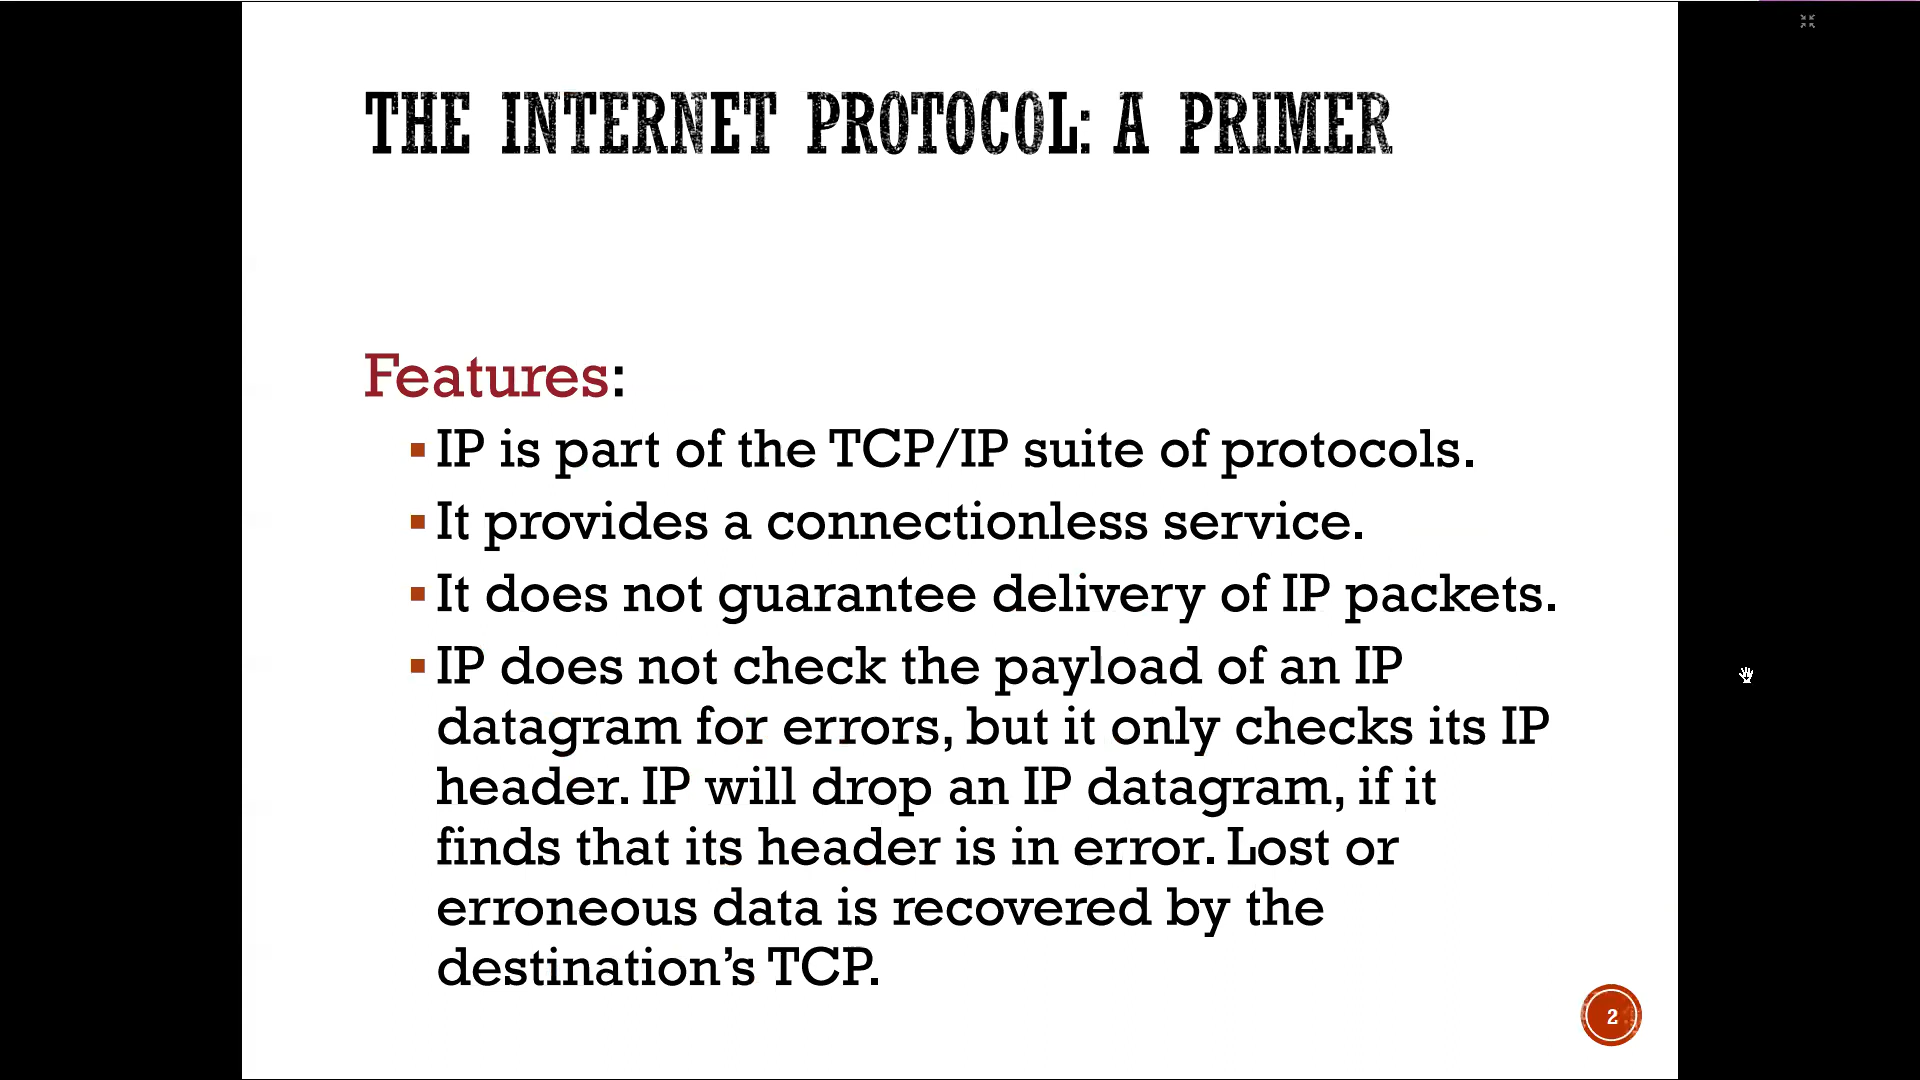 THE INTERNET PROTOCOL: A PRIMER
Features:
▪IP is part of the TCP/IP suite of protocols.
▪It provides a connectionless service.
▪It does not guarantee delivery of IP packets.
▪IP does not check the payload of an IP
datagram for errors, but it only checks its IP
header. IP will drop an IP datagram, if it
finds that its header is in error. Lost or
erroneous data is recovered by the
destination’s TCP.
2